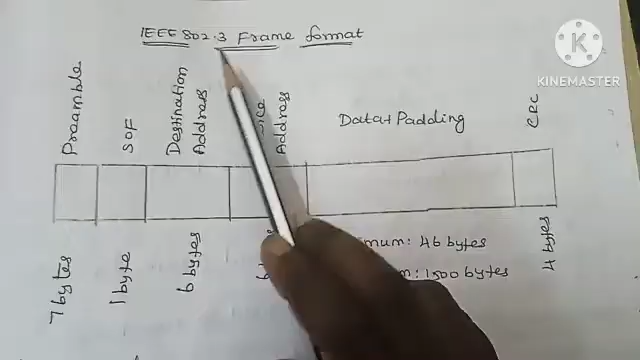 IEEE 802.3 Frame format
KINEMASTER
Preamble
SOF
Destination
Address
Address
Data+Padding
CRC
7 bytes
1 byte
6 bytes
46 bytes
1500 bytes
4 bytes